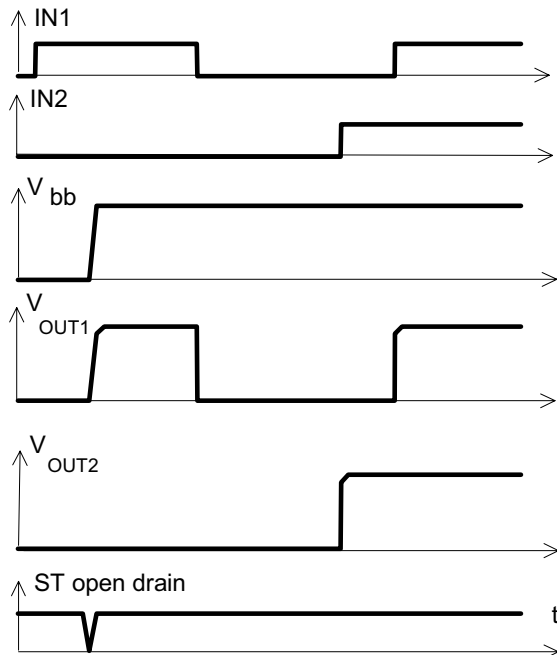 IN1
IN2
V bb
V OUT1
V OUT2
ST open drain
t